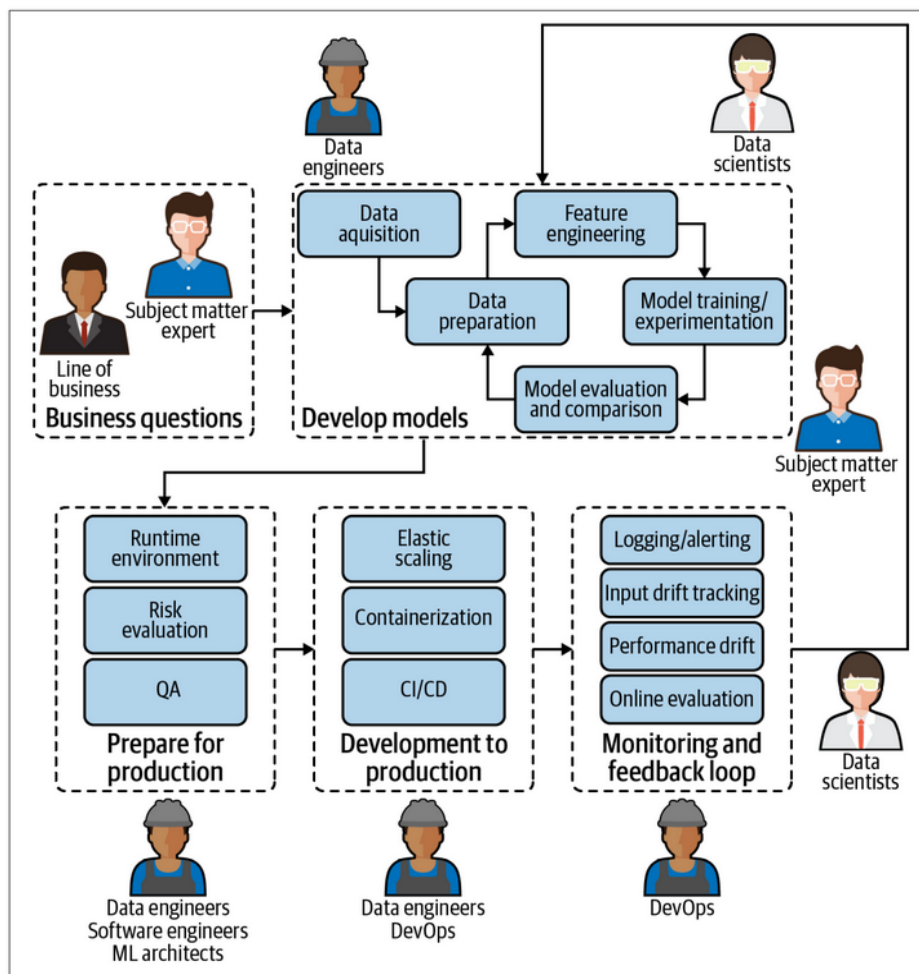 Data
engineers
Data
scientists
Subject matter
expert
Line of
business
Business questions
Data
aquisition
Feature
engineering
Data
preparation
Model training/
experimentation
Model evaluation
and comparison
Develop models
Subject matter
expert
Runtime
environment
Risk
evaluation
QA
Prepare for
production
Elastic
scaling
Containerization
CI/CD
Development to
production
Logging/alerting
Input drift tracking
Performance drift
Online evaluation
Monitoring and
feedback loop
Data
scientists
Data engineers
Software engineers
ML architects
Data engineers
DevOps
DevOps